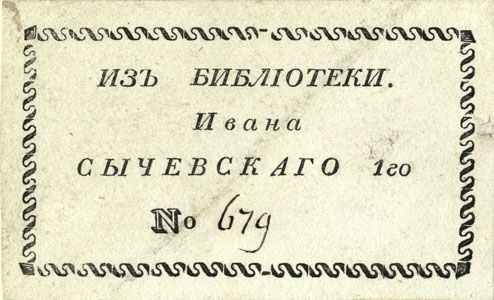 ИЗЪ БИБЛІОТЕКИ.
Ивана
СЫЧЕВСКАГО 1го
No 679